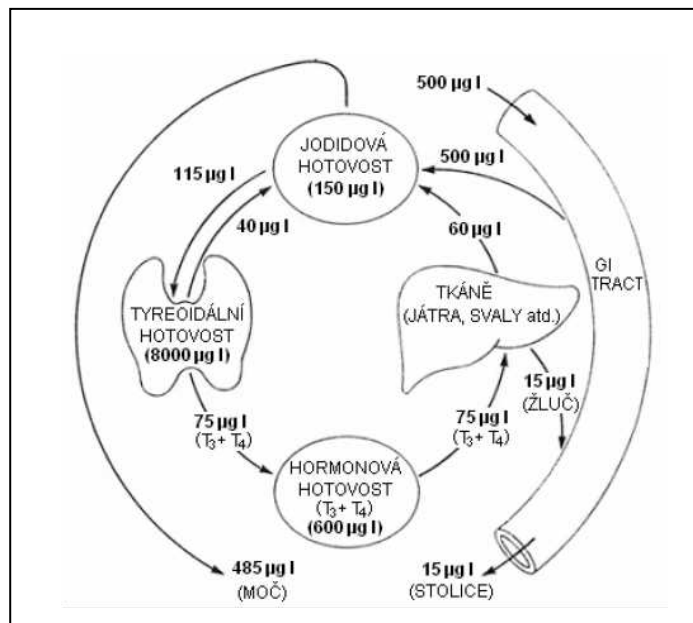 500 µg I
JODIDOVÁ
HOTOVOST
(150 µg I)
500 µg I
115 µg I
40 µg I
60 µg I
GI
TRACT
TYREOIDÁLNÍ
HOTOVOST
(8000 µg I)
TKÁNĚ
(JÁTRA, SVALY atd.)
15 µg I
(ŽLUČ)
75 µg I
(T₃ + T₄)
75 µg I
(T₃ + T₄)
HORMONOVÁ
HOTOVOST
(T₃ + T₄)
(600 µg I)
485 µg I
(MOČ)
15 µg I
(STOLICE)